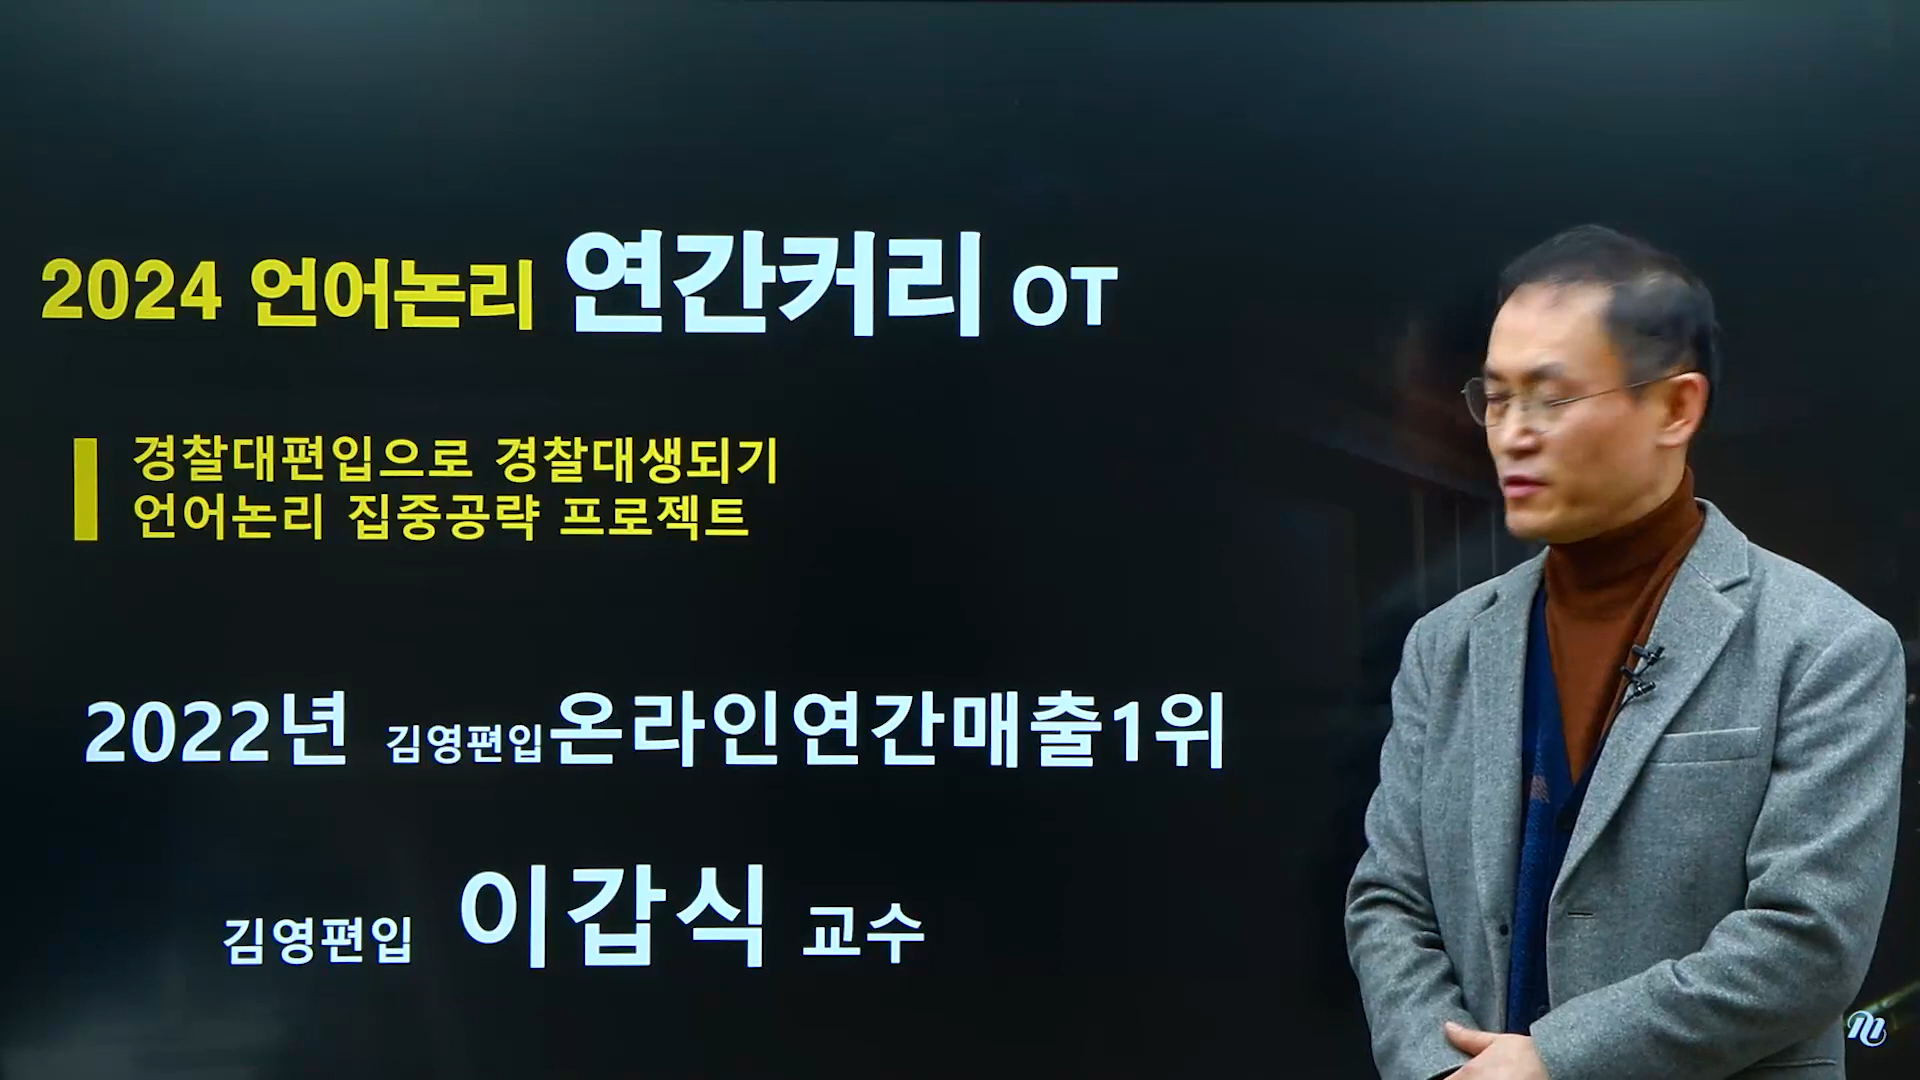 2024 언어논리 연간커리 OT
경찰대편입으로 경찰대생되기
언어논리 집중공략 프로젝트
2022년 김영편입온라인연간매출1위
김영편입 이갑식 교수